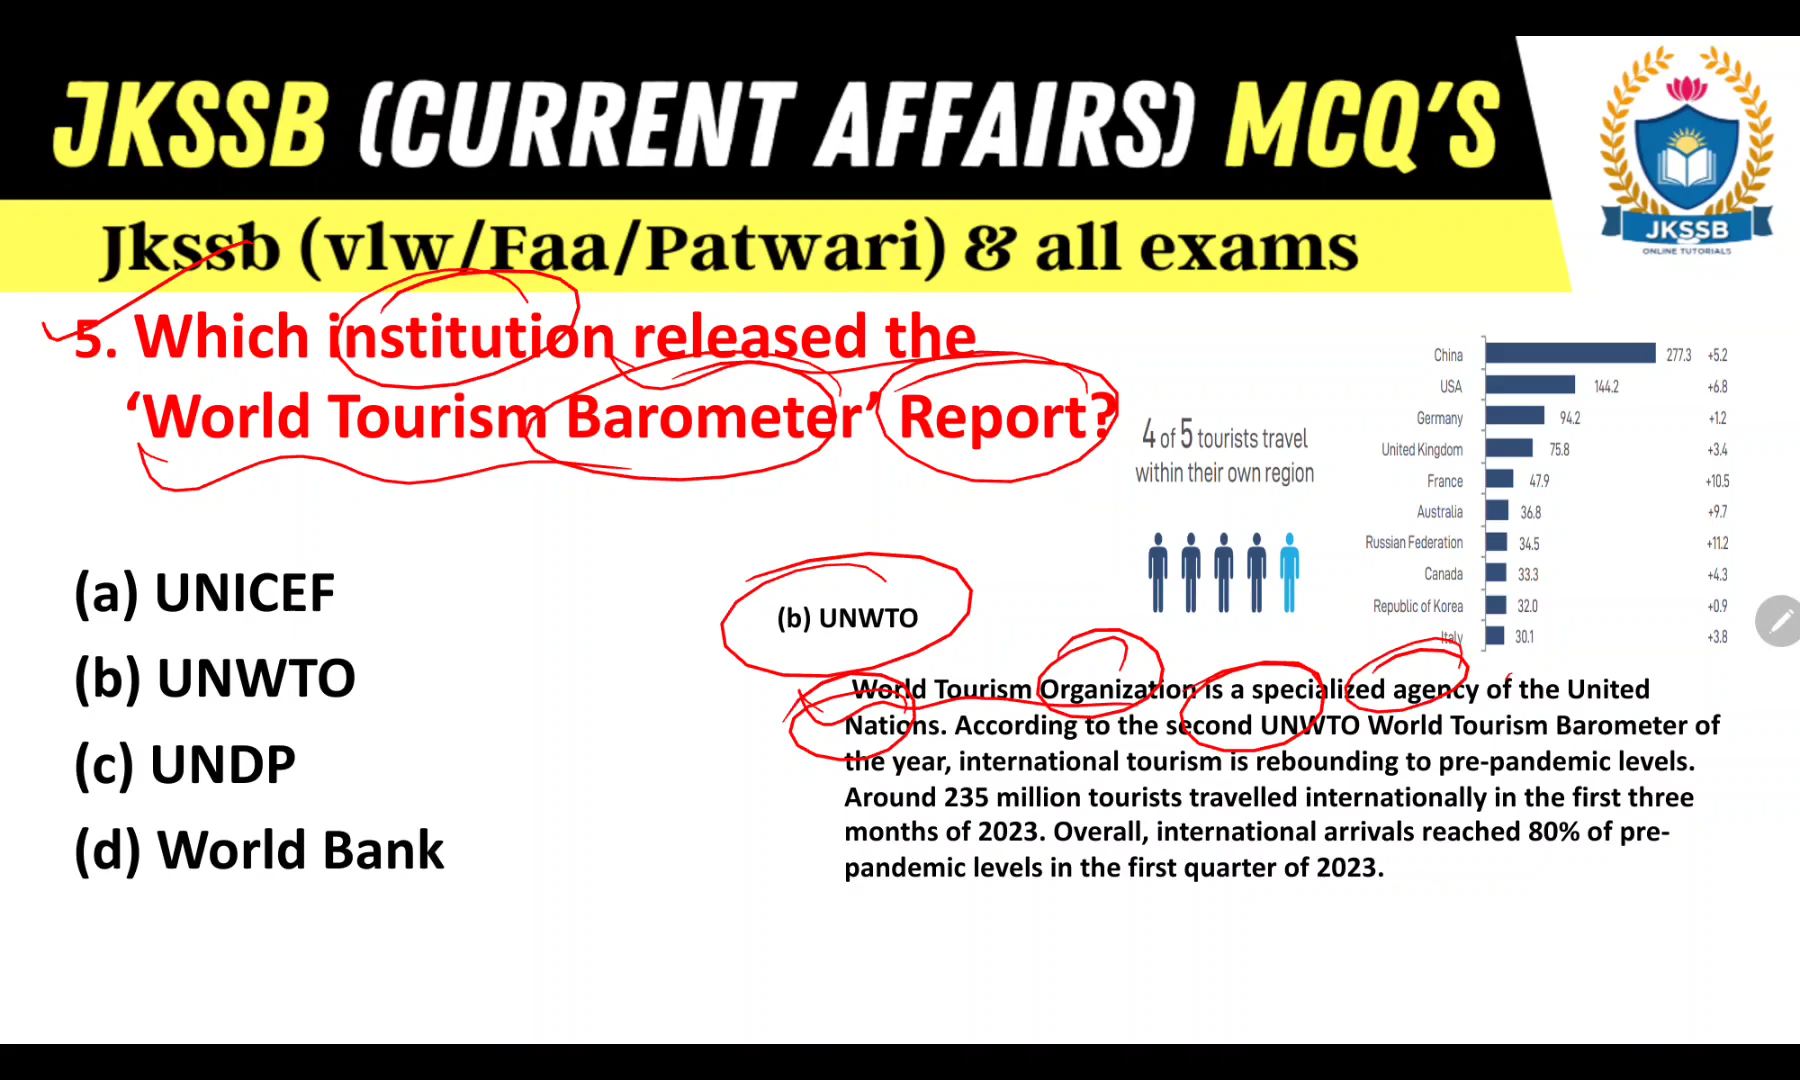 JKSSB (CURRENT AFFAIRS) MCQ'S
JKSSB
ONLINE TUTORIALS
Jkssb (vlw/Faa/Patwari) & all exams
5. Which institution released the
‘World Tourism Barometer’ Report?
(a) UNICEF
(b) UNWTO
(c) UNDP
(d) World Bank
4 of 5 tourists travel
within their own region
China 277.3 +5.2
USA 144.2 +6.8
Germany 94.2 +1.2
United Kingdom 75.8 +3.4
France 47.9 +10.5
Australia 36.8 +9.7
Russian Federation 34.5 +11.2
Canada 33.3 +4.3
Republic of Korea 32.0 +0.9
Italy 30.1 +3.8
(b) UNWTO
World Tourism Organization is a specialized agency of the United
Nations. According to the second UNWTO World Tourism Barometer of
the year, international tourism is rebounding to pre-pandemic levels.
Around 235 million tourists travelled internationally in the first three
months of 2023. Overall, international arrivals reached 80% of pre-
pandemic levels in the first quarter of 2023.